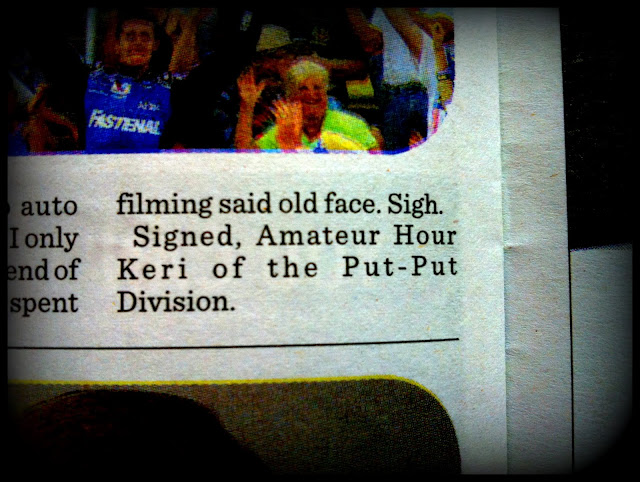 FASTENAL
auto
I only
end of
spent
filming said old face. Sigh.
Signed, Amateur Hour
Keri of the Put-Put
Division.